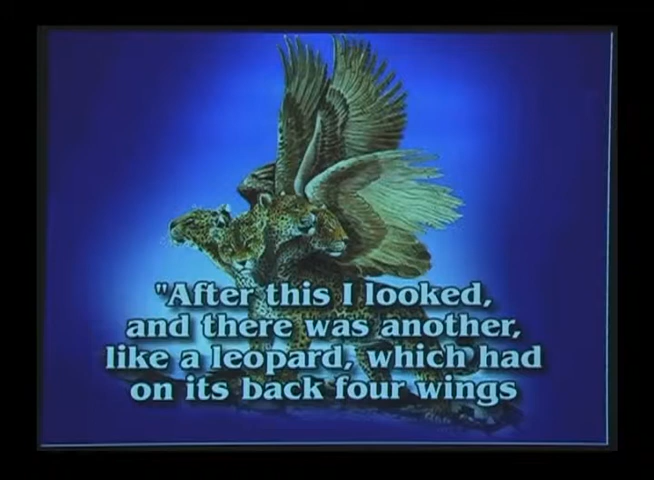 "After this I looked,
and there was another,
like a leopard, which had
on its back four wings